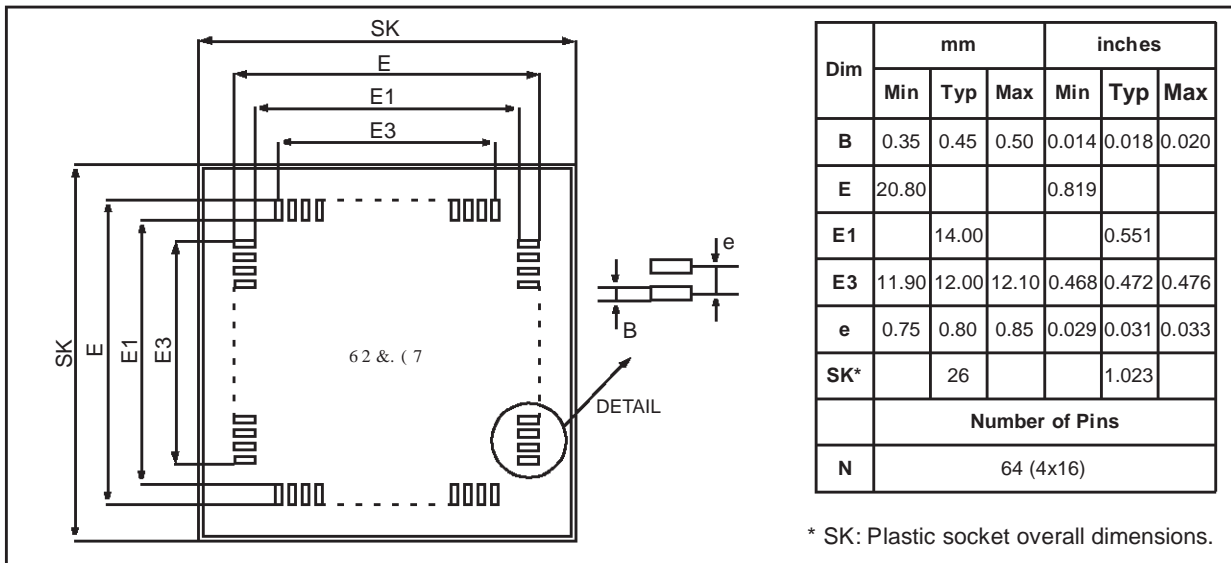 SK
E
E1
E3
SK
E
E1
E3
62 &. ( 7
e
B
DETAIL
Dim mm inches
Min Typ Max Min Typ Max
B 0.35 0.45 0.50 0.014 0.018 0.020
E 20.80 0.819
E1 14.00 0.551
E3 11.90 12.00 12.10 0.468 0.472 0.476
e 0.75 0.80 0.85 0.029 0.031 0.033
SK* 26 1.023
Number of Pins
N 64 (4x16)
* SK: Plastic socket overall dimensions.